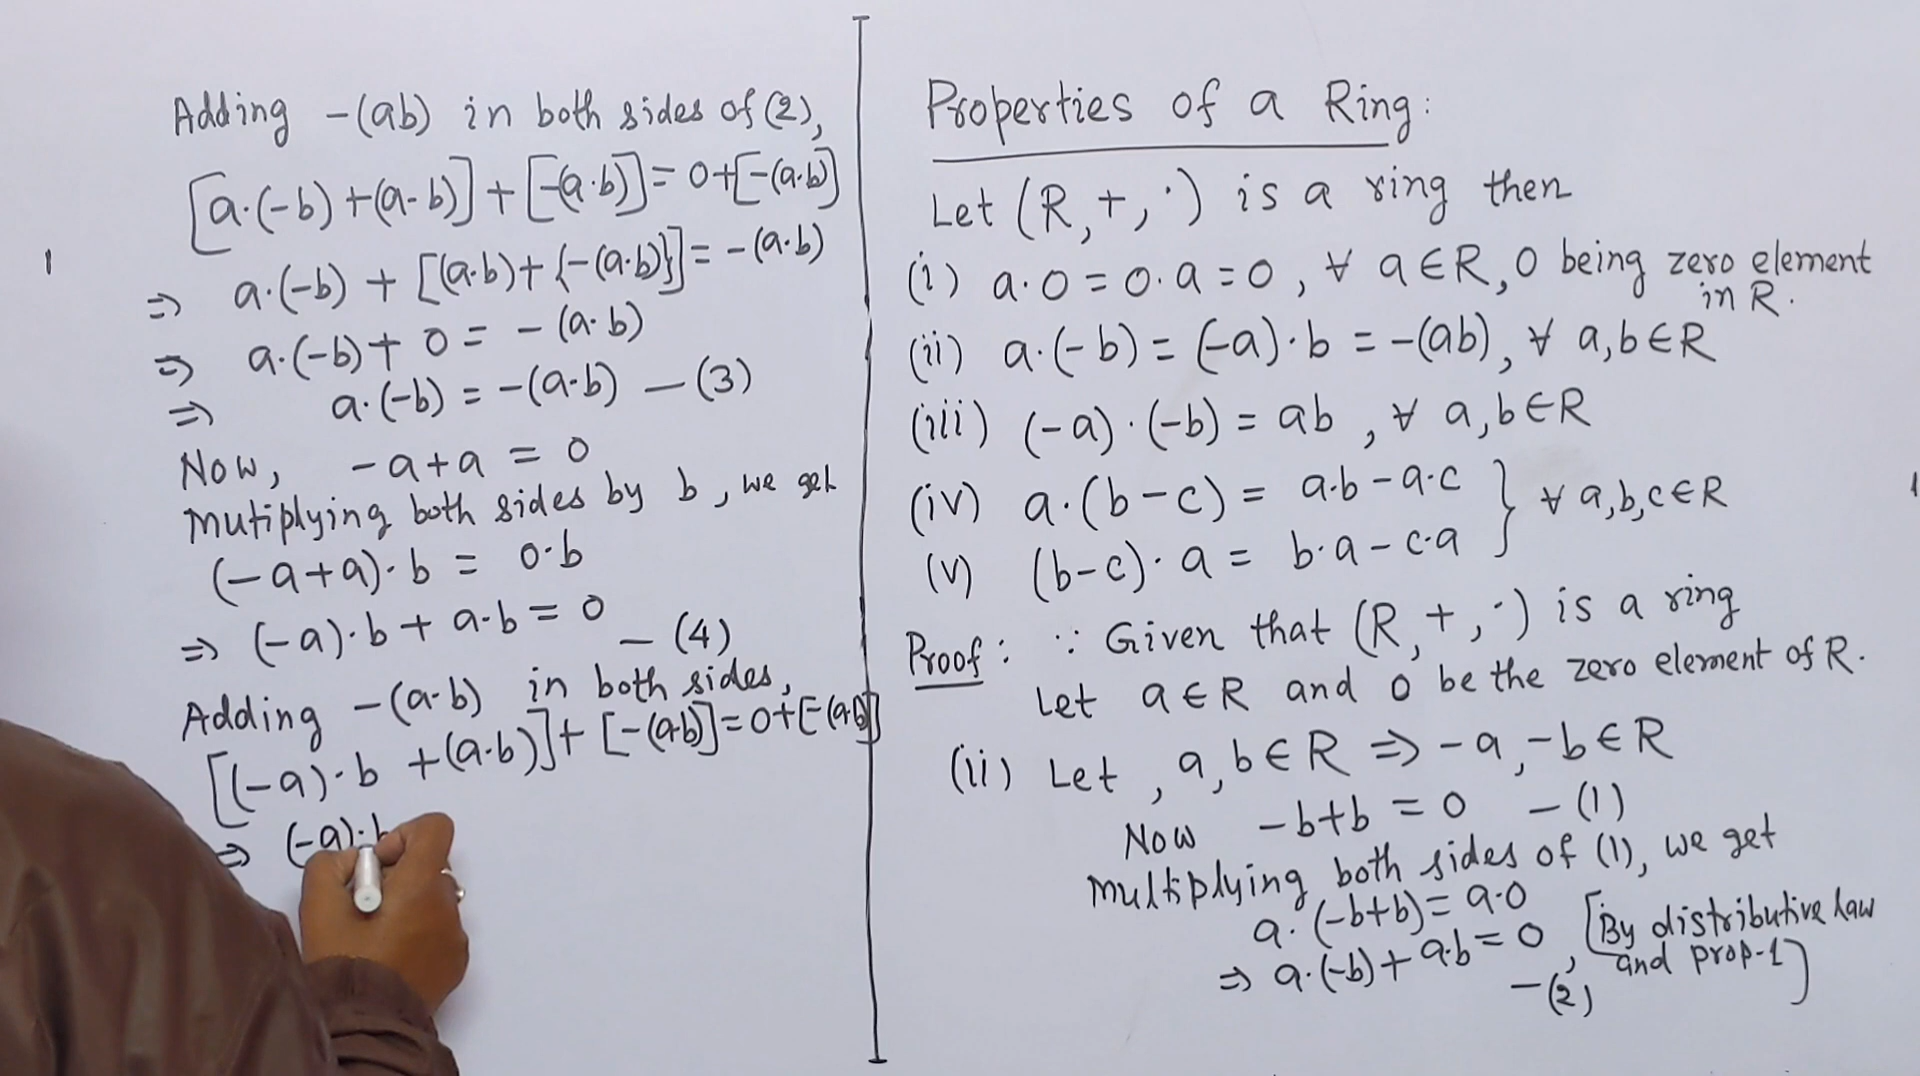 Adding -(ab) in both sides of (2),
[a·(-b)+(a·b)]+[-(a·b)]=0+[-(a·b)]
⇒ a·(-b) + [(a·b)+{-(a·b)}]= -(a·b)
⇒ a·(-b)+ 0 = -(a·b)
⇒ a·(-b) = -(a·b) —(3)
Now, -a+a = 0
Mutiplying both sides by b, we get
(-a+a)·b = 0·b
⇒ (-a)·b + a·b = 0 —(4)
Adding -(a·b) in both sides,
[(-a)·b +(a·b)]+ [-(a·b)]=0+[-(a·b)]
⇒ (-a)·b
Properties of a Ring:
Let (R,+,·) is a ring then
(i) a·0 = 0·a = 0, ∀ a∈R, 0 being zero element
in R.
(ii) a·(-b) = (-a)·b = -(ab), ∀ a,b∈R
(iii) (-a)·(-b) = ab, ∀ a,b∈R
(iv) a·(b-c) = a·b - a·c } ∀ a,b,c∈R
(v) (b-c)·a = b·a - c·a
Proof: ∵ Given that (R,+,·) is a ring
Let a∈R and 0 be the zero element of R.
(ii) Let, a,b∈R ⇒ -a,-b∈R
Now -b+b = 0 —(1)
Multiplying both sides of (1), we get
a·(-b+b) = a·0
⇒ a·(-b)+ a·b = 0, [By distributive law
and prop-1]
—(2)